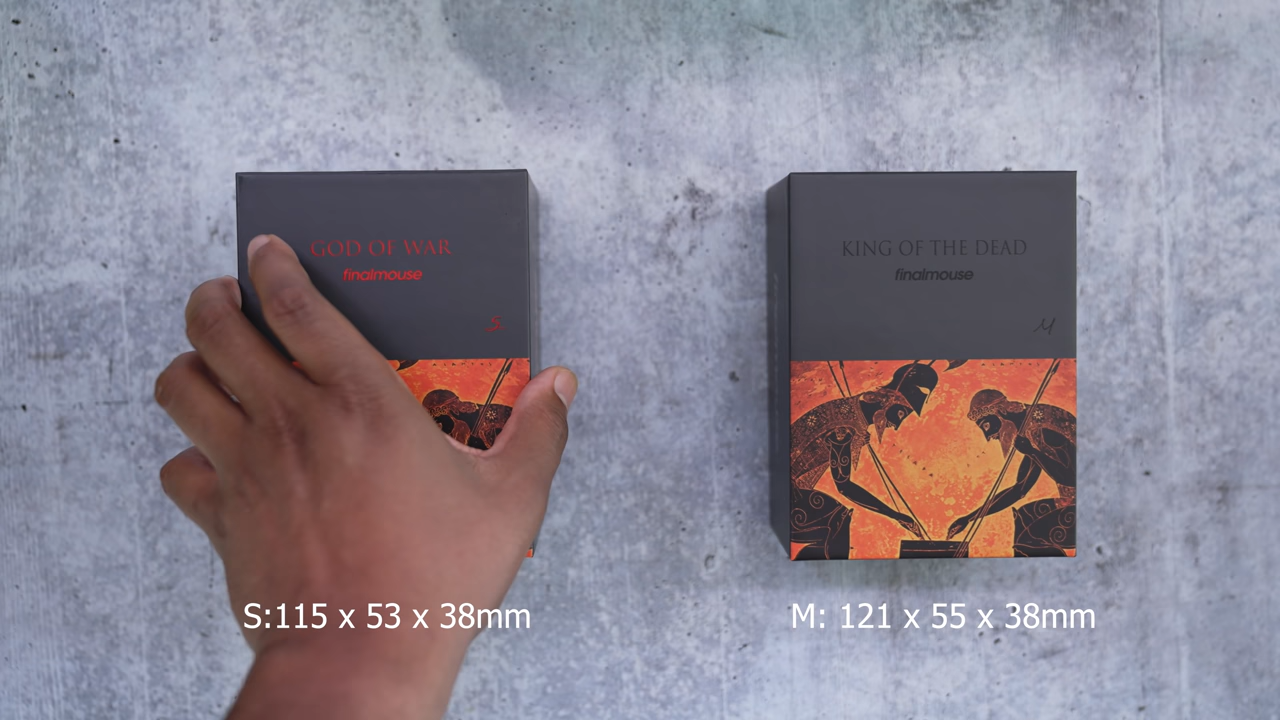 GOD OF WAR
finalmouse
S
KING OF THE DEAD
finalmouse
M
S:115 x 53 x 38mm
M: 121 x 55 x 38mm